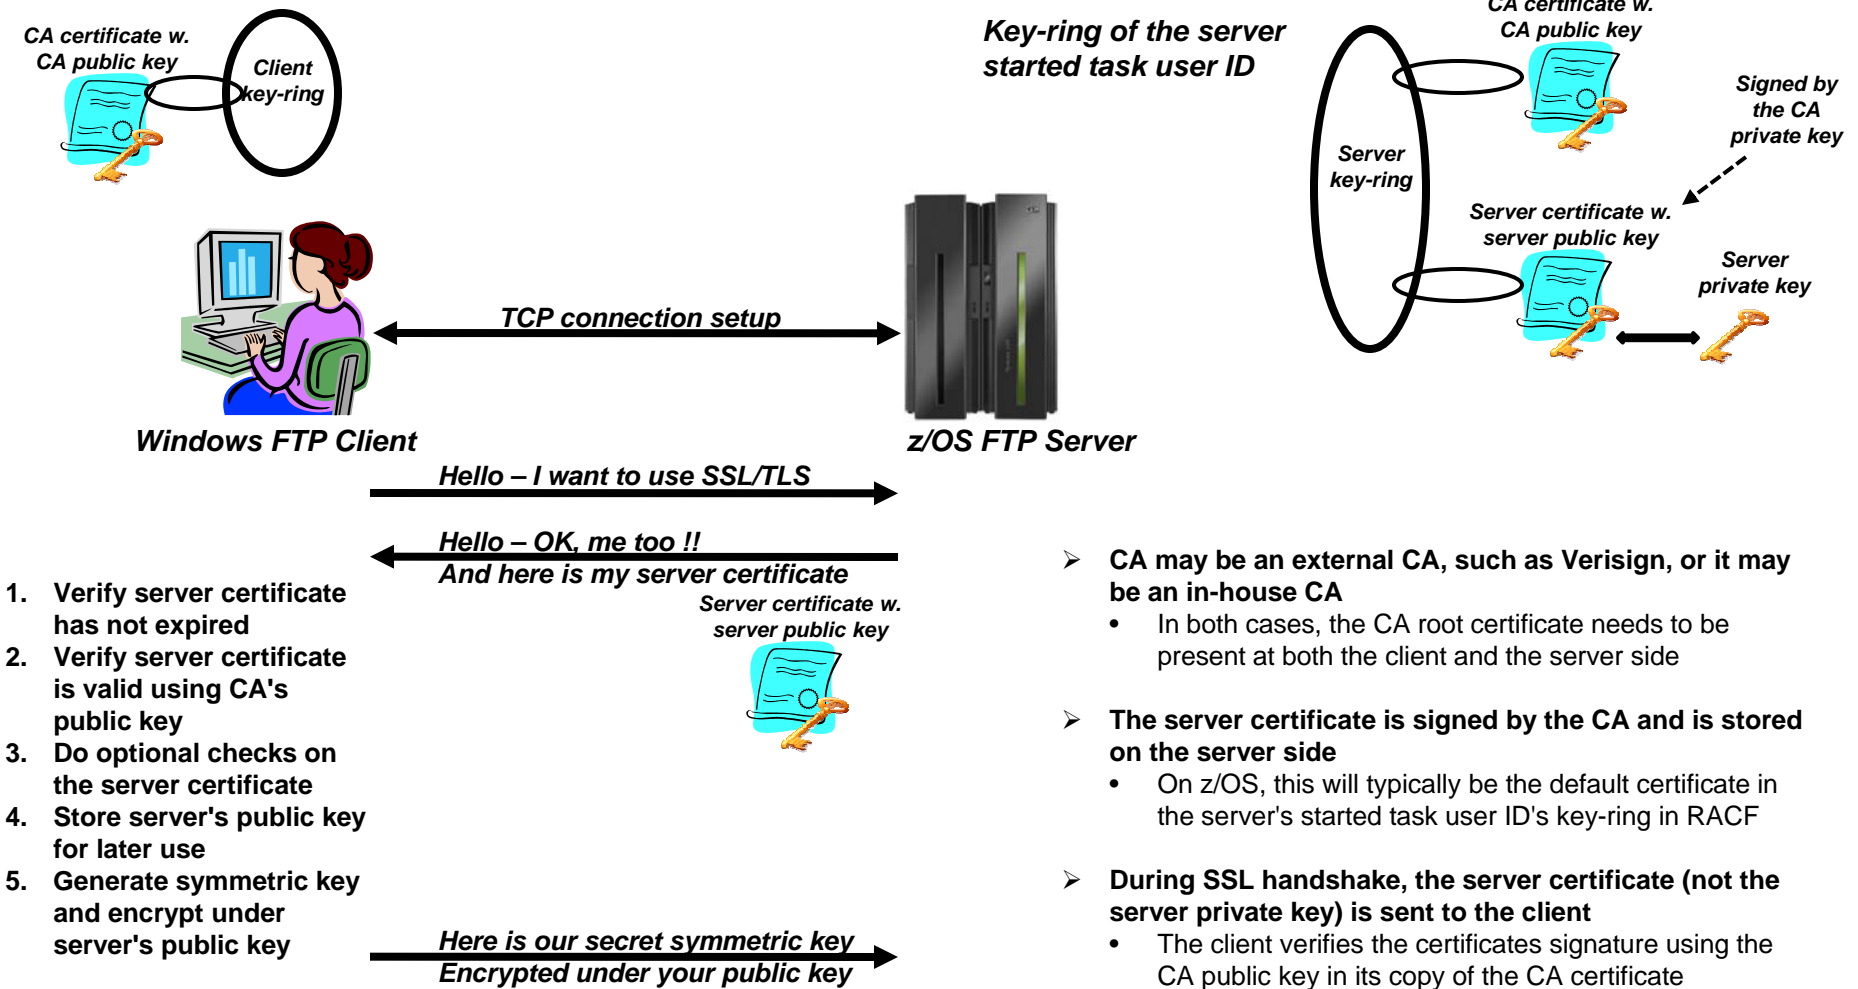 CA certificate w.
CA public key
Client
key-ring
Key-ring of the server
started task user ID
CA certificate w.
CA public key
Signed by
the CA
private key
Server
key-ring
Server certificate w.
server public key
Server
private key
TCP connection setup
Windows FTP Client
z/OS FTP Server
Hello – I want to use SSL/TLS
Hello – OK, me too !!
And here is my server certificate
Server certificate w.
server public key
1. Verify server certificate
has not expired
2. Verify server certificate
is valid using CA's
public key
3. Do optional checks on
the server certificate
4. Store server's public key
for later use
5. Generate symmetric key
and encrypt under
server's public key
Here is our secret symmetric key
Encrypted under your public key
➢ CA may be an external CA, such as Verisign, or it may
be an in-house CA
• In both cases, the CA root certificate needs to be
present at both the client and the server side
➢ The server certificate is signed by the CA and is stored
on the server side
• On z/OS, this will typically be the default certificate in
the server's started task user ID's key-ring in RACF
➢ During SSL handshake, the server certificate (not the
server private key) is sent to the client
• The client verifies the certificates signature using the
CA public key in its copy of the CA certificate